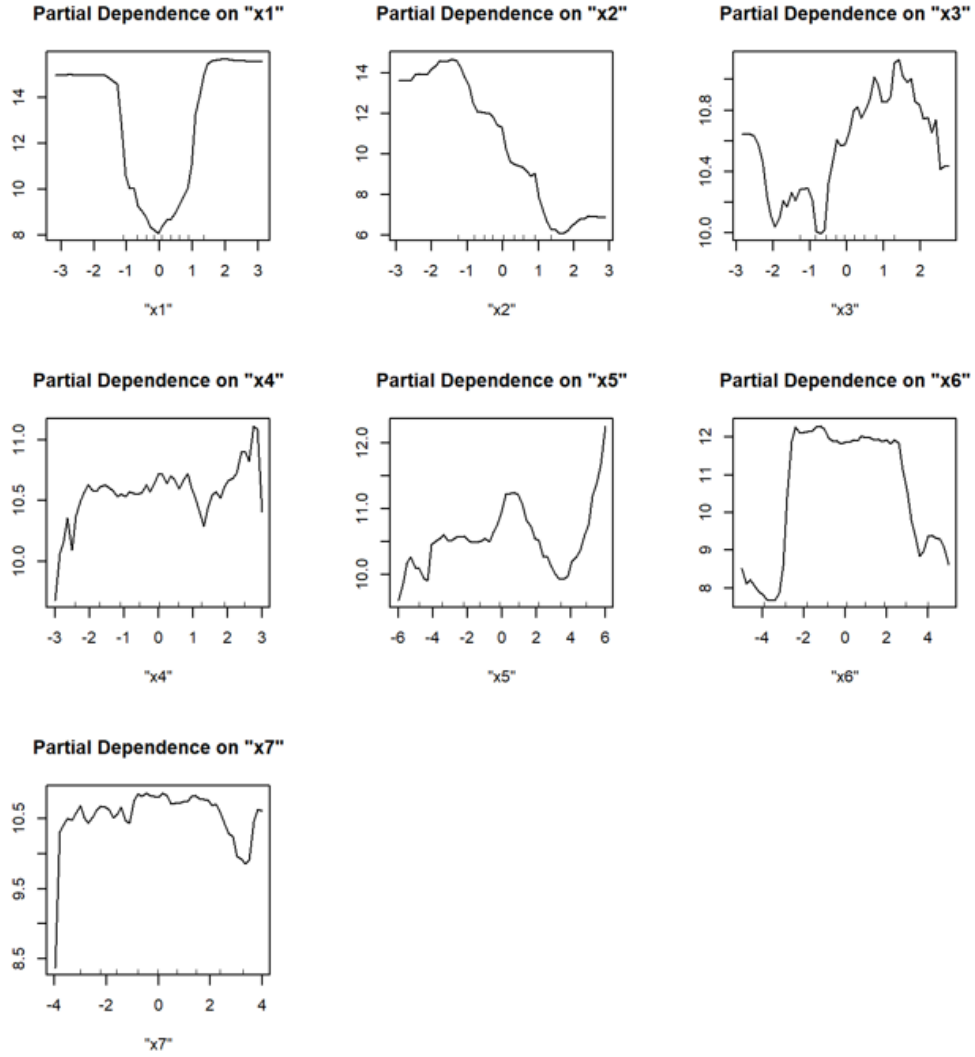 Partial Dependence on "x1"
14
12
10
8
-3 -2 -1 0 1 2 3
"x1"
Partial Dependence on "x2"
14
12
10
8
6
-3 -2 -1 0 1 2 3
"x2"
Partial Dependence on "x3"
10.8
10.4
10.0
-3 -2 -1 0 1 2
"x3"
Partial Dependence on "x4"
11.0
10.5
10.0
-3 -2 -1 0 1 2 3
"x4"
Partial Dependence on "x5"
12.0
11.0
10.0
-6 -4 -2 0 2 4 6
"x5"
Partial Dependence on "x6"
12
11
10
9
8
-4 -2 0 2 4
"x6"
Partial Dependence on "x7"
10.5
9.5
8.5
-4 -2 0 2 4
"x7"